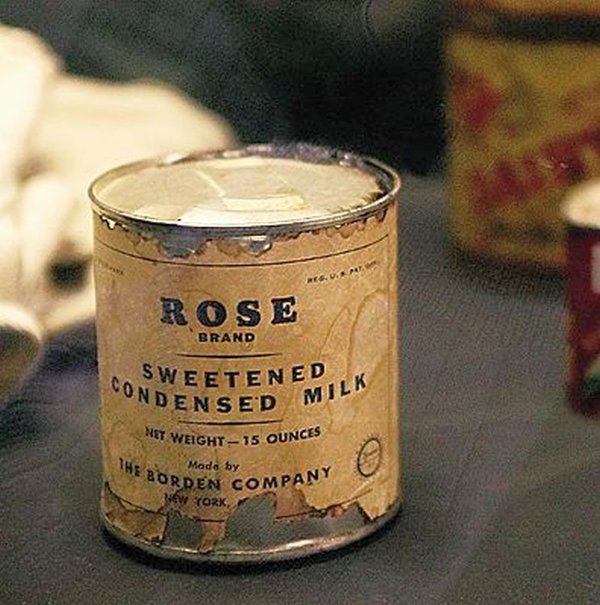 REG. U. S. PAT. OFF.
ROSE
BRAND
SWEETENED
CONDENSED MILK
NET WEIGHT—15 OUNCES
Made by
THE BORDEN COMPANY
NEW YORK,